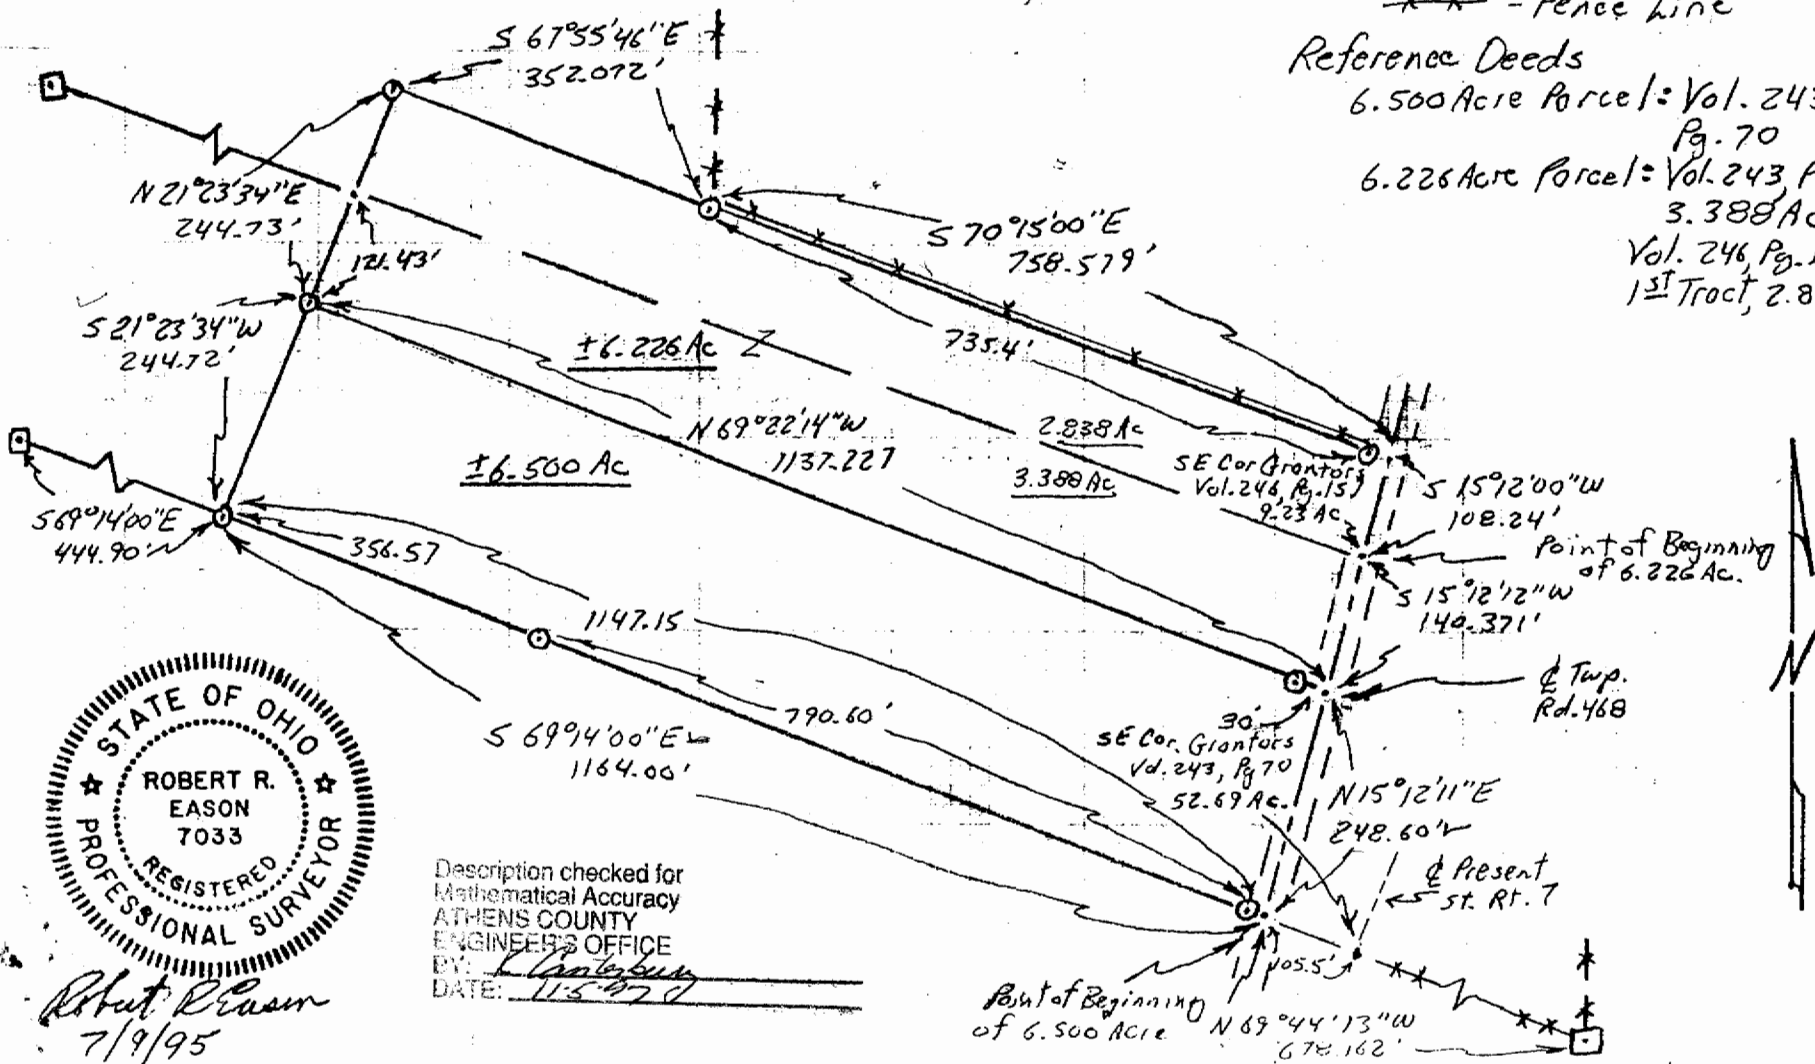 - Fence Line
Reference Deeds
6.500 Acre Parcel: Vol. 243
Pg. 70
6.226 Acre Parcel: Vol. 243,
3.388 Ac
Vol. 246, Pg.
1st Tract, 2.8
S 67°55'46"E
352.072'
N 21°23'34"E
244.73'
121.43'
S 21°23'34"W
244.72'
S 70°15'00"E
758.579'
735.4'
±6.226 Ac
N 69°22'14"W
1137.227
2.838 Ac
3.388 Ac
±6.500 Ac
SE Cor Grantors
Vol. 246, Pg. 15
9.23 Ac
S 15°12'00"W
108.24'
Point of Beginning
of 6.226 Ac.
S 15°12'12"W
140.371'
S 69°14'00"E
444.90'
356.57
1147.15
790.60'
S 69°14'00"E
1164.00'
₵ Twp.
Rd. 468
30'
SE Cor. Grantors
Vol. 243, Pg 70
52.69 Ac.
N 15°12'11"E
248.60'
₵ Present
St. Rt. 7
105.5'
Point of Beginning
of 6.500 Acre
N 69°44'13"W
678.162'
STATE OF OHIO
ROBERT R.
EASON
7033
REGISTERED
PROFESSIONAL SURVEYOR
Robert R Eason
7/9/95
Description checked for
Mathematical Accuracy
ATHENS COUNTY
ENGINEER'S OFFICE
BY:
DATE: 11-5-97